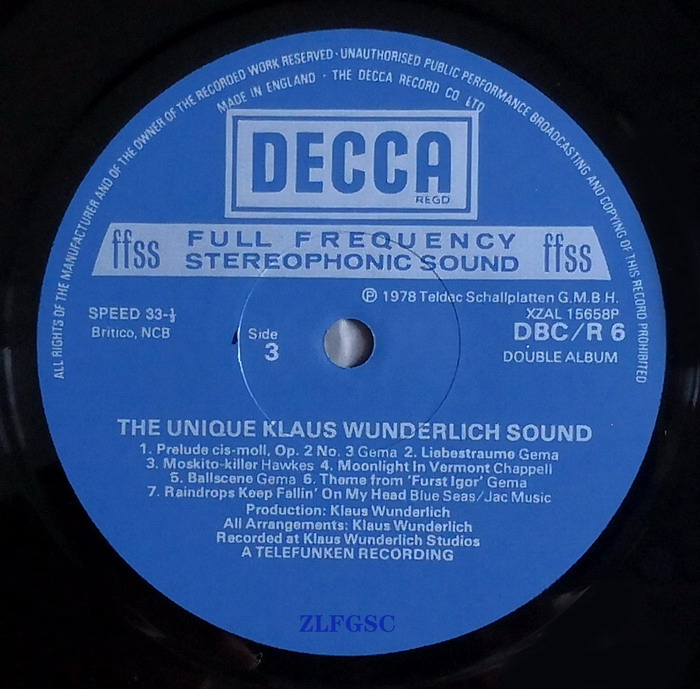 ALL RIGHTS OF THE MANUFACTURER AND OF THE OWNER OF THE RECORDED WORK RESERVED · UNAUTHORISED PUBLIC PERFORMANCE BROADCASTING AND COPYING OF THIS RECORD PROHIBITED
MADE IN ENGLAND · THE DECCA RECORD CO. LTD.
DECCA
REGD
ffss FULL FREQUENCY STEREOPHONIC SOUND ffss
℗ 1978 Teldec Schallplatten G.M.B.H.
SPEED 33-⅓
XZAL 15658P
Britico, NCB
DBC/R 6
Side
3
DOUBLE ALBUM
THE UNIQUE KLAUS WUNDERLICH SOUND
1. Prelude cis-moll, Op. 2 No. 3 Gema 2. Liebestraume Gema
3. Moskito-killer Hawkes 4. Moonlight in Vermont Chappell
5. Ballscene Gema 6. Theme from 'Furst Igor' Gema
7. Raindrops Keep Fallin' On My Head Blue Seas/Jac Music
Production: Klaus Wunderlich
All Arrangements: Klaus Wunderlich
Recorded at Klaus Wunderlich Studios
A TELEFUNKEN RECORDING
ZLFGSC